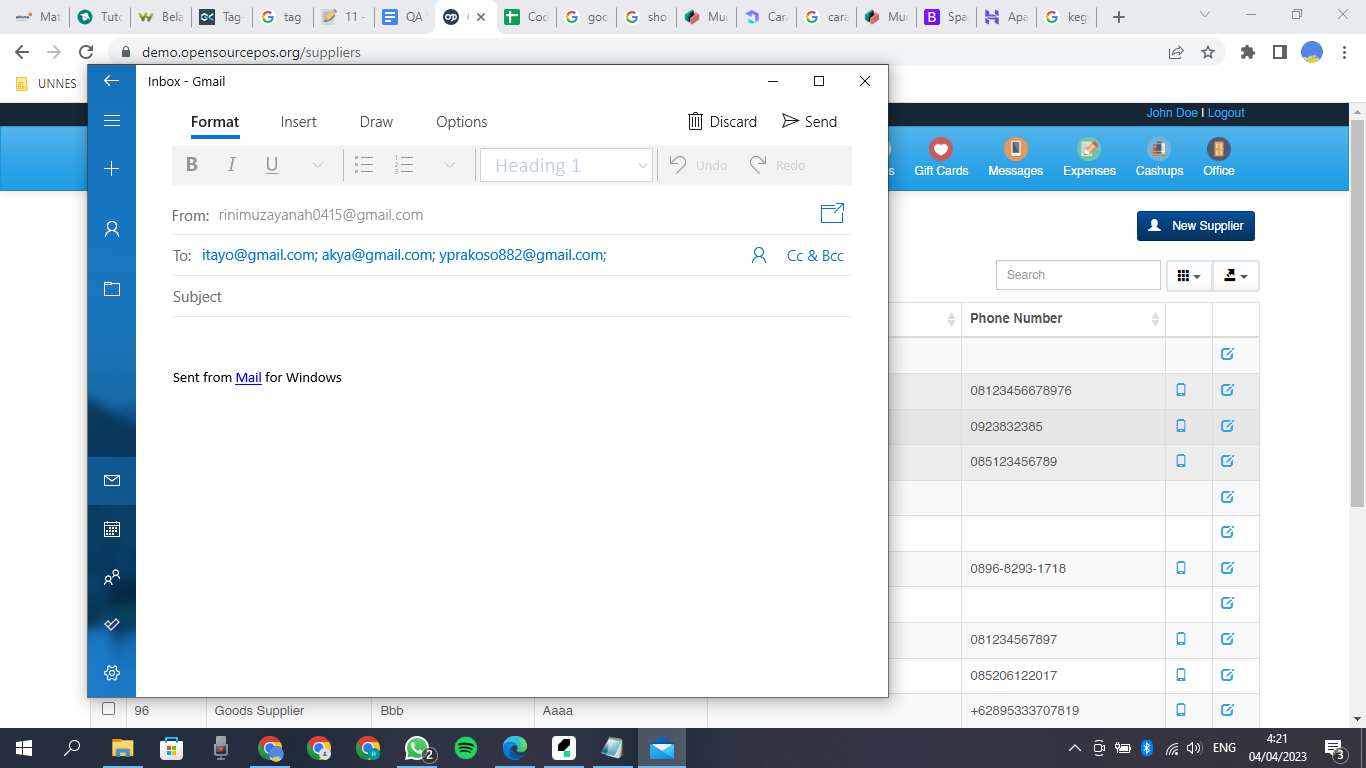 Mat
Tuto
Bela
Tag-
tag
11 -
QA
Cod
goo
sho
Muc
Cara
cara
Muc
Spa
Apa
keg
demo.opensourcepos.org/suppliers
UNNES
Inbox - Gmail
John Doe | Logout
Format Insert Draw Options Discard Send
s Gift Cards Messages Expenses Cashups Office
B I U Heading 1 Undo Redo
From: rinimuzayanah0415@gmail.com
New Supplier
To: itayo@gmail.com; akya@gmail.com; yprakoso882@gmail.com; Cc & Bcc
Search
Subject
Phone Number
Sent from Mail for Windows
08123456678976
0923832385
085123456789
0896-8293-1718
081234567897
085206122017
96 Goods Supplier Bbb Aaaa +62895333707819
2
ENG
4:21
04/04/2023
3